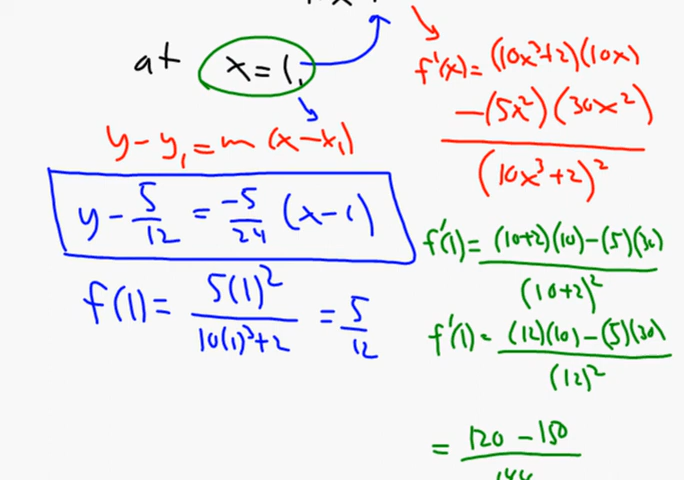 at x=1,
y-y₁=m(x-x₁)
y-5/12 = -5/24 (x-1)
f(1)= 5(1)²/10(1)³+2 = 5/12
f'(x)= (10x³+2)(10x)
-(5x²)(30x²)
(10x³+2)²
f'(1)= (10+2)(10)-(5)(30)
(10+2)²
f'(1)= (12)(10)-(5)(30)
(12)²
= 120-150
144